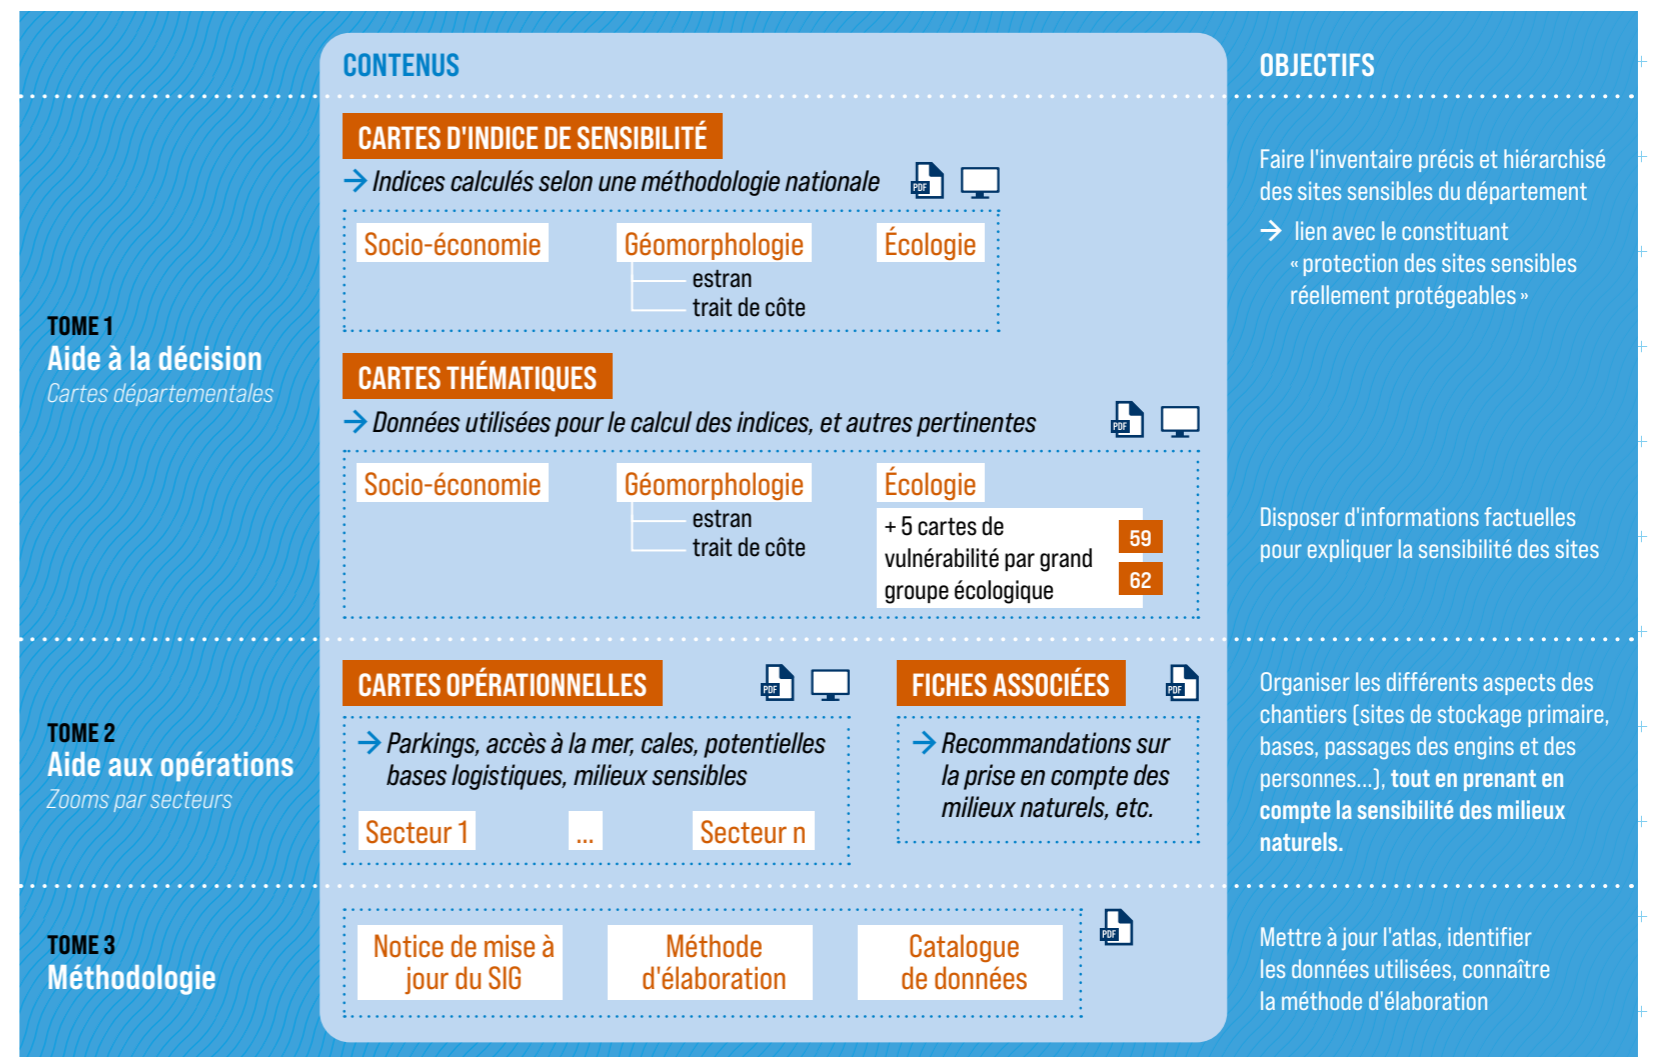 CONTENUS
OBJECTIFS
TOME 1
Aide à la décision
Cartes départementales
CARTES D'INDICE DE SENSIBILITÉ
→ Indices calculés selon une méthodologie nationale
PDF
Socio-économie
Géomorphologie
estran
trait de côte
Écologie
Faire l'inventaire précis et hiérarchisé
des sites sensibles du département
→ lien avec le constituant
« protection des sites sensibles
réellement protégeables »
CARTES THÉMATIQUES
→ Données utilisées pour le calcul des indices, et autres pertinentes
PDF
Socio-économie
Géomorphologie
estran
trait de côte
Écologie
+ 5 cartes de
vulnérabilité par grand
groupe écologique
59
62
Disposer d'informations factuelles
pour expliquer la sensibilité des sites
TOME 2
Aide aux opérations
Zooms par secteurs
CARTES OPÉRATIONNELLES
PDF
→ Parkings, accès à la mer, cales, potentielles
bases logistiques, milieux sensibles
Secteur 1
...
Secteur n
FICHES ASSOCIÉES
PDF
→ Recommandations sur
la prise en compte des
milieux naturels, etc.
Organiser les différents aspects des
chantiers (sites de stockage primaire,
bases, passages des engins et des
personnes...), tout en prenant en
compte la sensibilité des milieux
naturels.
TOME 3
Méthodologie
Notice de mise à
jour du SIG
Méthode
d'élaboration
Catalogue
de données
PDF
Mettre à jour l'atlas, identifier
les données utilisées, connaître
la méthode d'élaboration